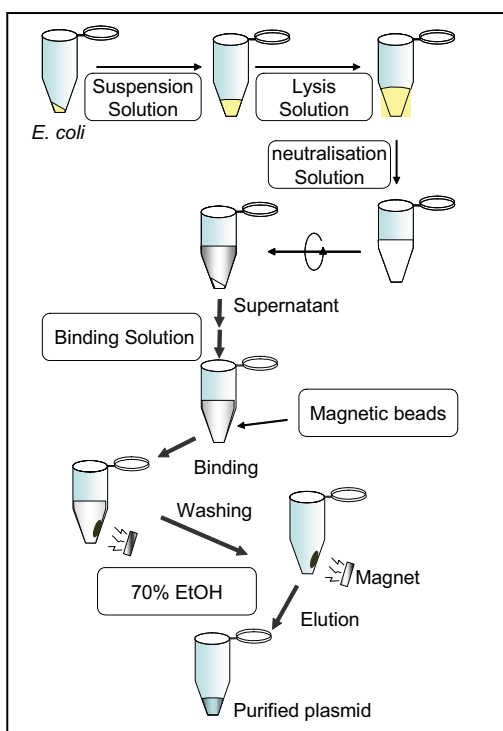 Suspension
Solution
Lysis
Solution
E. coli
neutralisation
Solution
Supernatant
Binding Solution
Magnetic beads
Binding
Washing
70% EtOH
Magnet
Elution
Purified plasmid